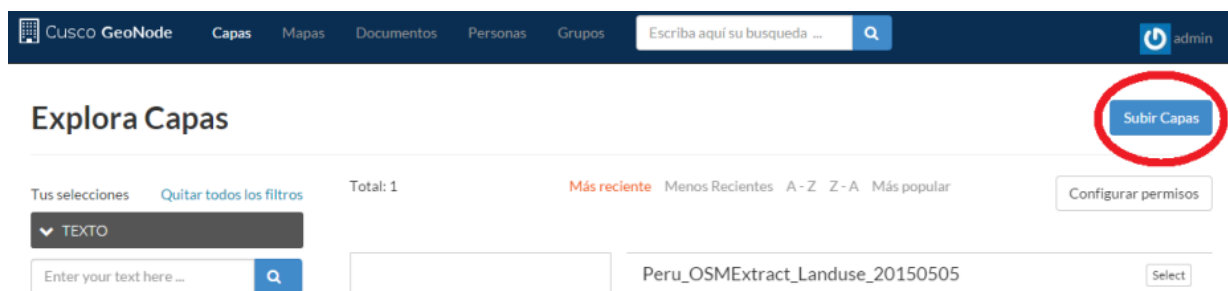 Cusco GeoNode Capas Mapas Documentos Personas Grupos Escriba aquí su busqueda ... admin
Explora Capas
Subir Capas
Tus selecciones Quitar todos los filtros
Total: 1 Más reciente Menos Recientes A - Z Z - A Más popular
Configurar permisos
TEXTO
Enter your text here ...
Peru_OSMExtract_Landuse_20150505 Select